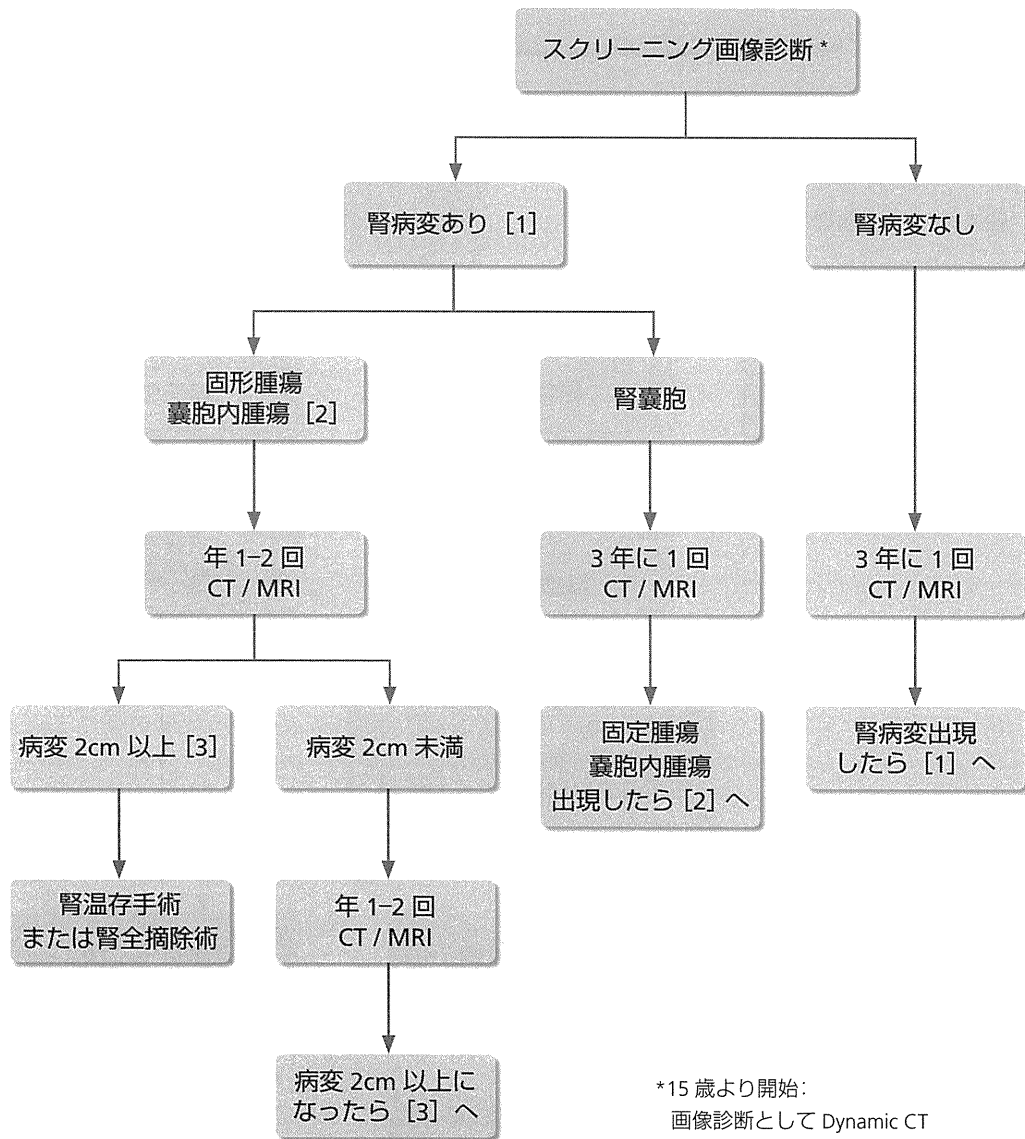 スクリーニング画像診断 *
腎病変あり [1]
腎病変なし
固形腫瘍
嚢胞内腫瘍 [2]
腎嚢胞
年 1–2 回
CT / MRI
3 年に 1 回
CT / MRI
3 年に 1 回
CT / MRI
病変 2cm 以上 [3]
病変 2cm 未満
固定腫瘍
嚢胞内腫瘍
出現したら [2] へ
腎病変出現
したら [1] へ
腎温存手術
または腎全摘除術
年 1–2 回
CT / MRI
病変 2cm 以上に
なったら [3] へ
*15 歳より開始:
画像診断として Dynamic CT